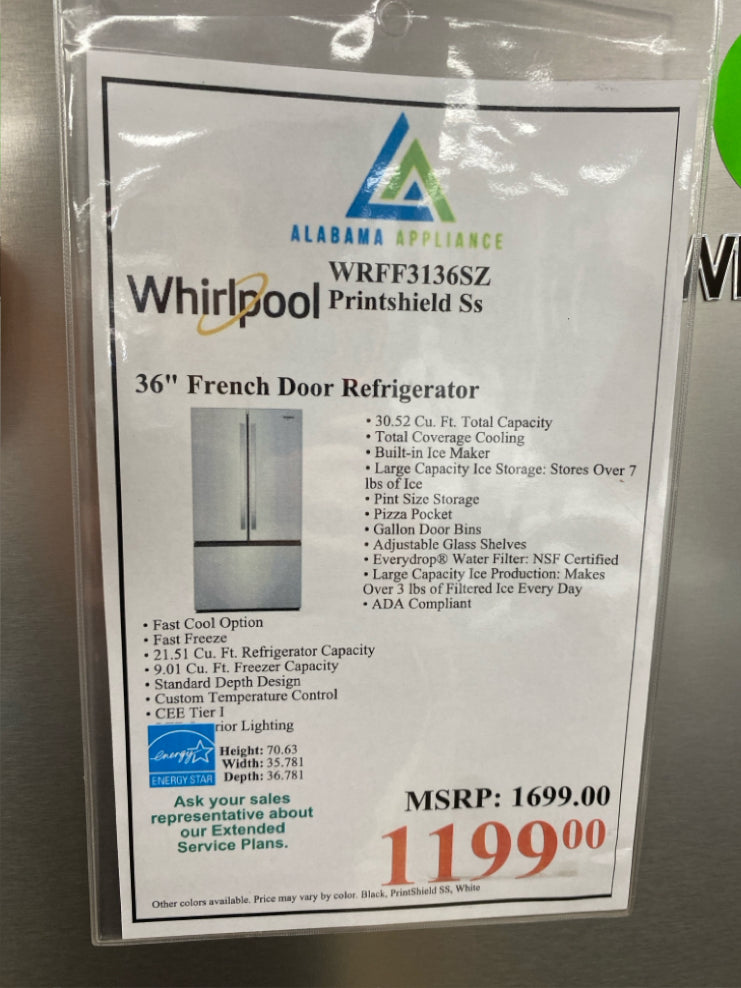 ALABAMA APPLIANCE
Whirlpool
WRFF3136SZ
Printshield Ss
36" French Door Refrigerator
• 30.52 Cu. Ft. Total Capacity
• Total Coverage Cooling
• Built-in Ice Maker
• Large Capacity Ice Storage: Stores Over 7
lbs of Ice
• Pint Size Storage
• Pizza Pocket
• Gallon Door Bins
• Adjustable Glass Shelves
• Everydrop® Water Filter: NSF Certified
• Large Capacity Ice Production: Makes
Over 3 lbs of Filtered Ice Every Day
• ADA Compliant
• Fast Cool Option
• Fast Freeze
• 21.51 Cu. Ft. Refrigerator Capacity
• 9.01 Cu. Ft. Freezer Capacity
• Standard Depth Design
• Custom Temperature Control
• CEE Tier I
rior Lighting
energy
ENERGY STAR
Height: 70.63
Width: 35.781
Depth: 36.781
Ask your sales
representative about
our Extended
Service Plans.
MSRP: 1699.00
1199 00
Other colors available. Price may vary by color. Black, PrintShield SS, White